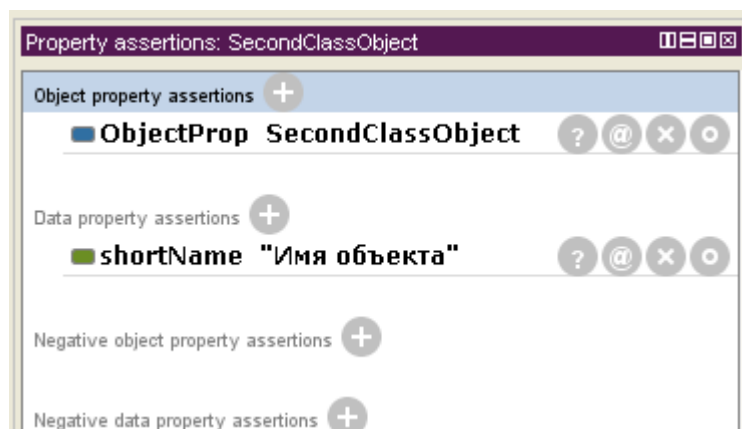 Property assertions: SecondClassObject
Object property assertions
ObjectProp SecondClassObject
Data property assertions
shortName "Имя объекта"
Negative object property assertions
Negative data property assertions